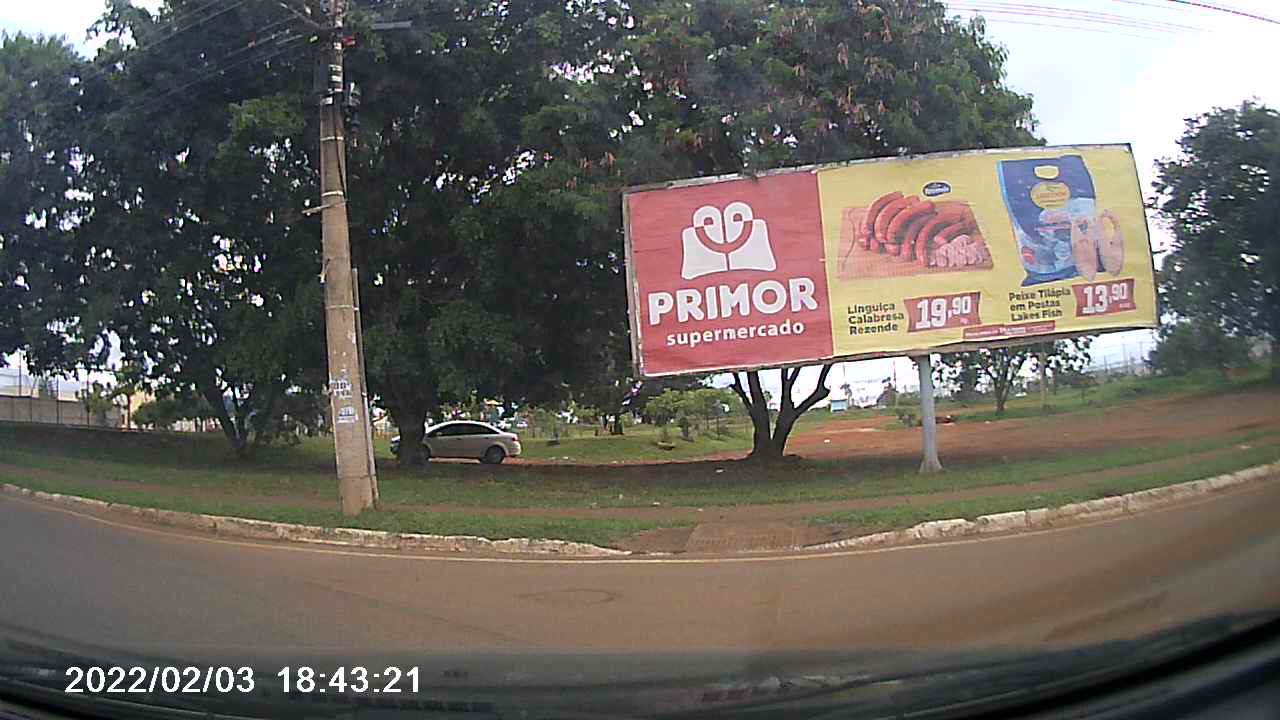 PRIMOR
supermercado
Rezende
Linguiça
Calabresa
Rezende
19,90
Peixe Tilápia
em Postas
Lakes Fish
13,90
2022/02/03 18:43:21